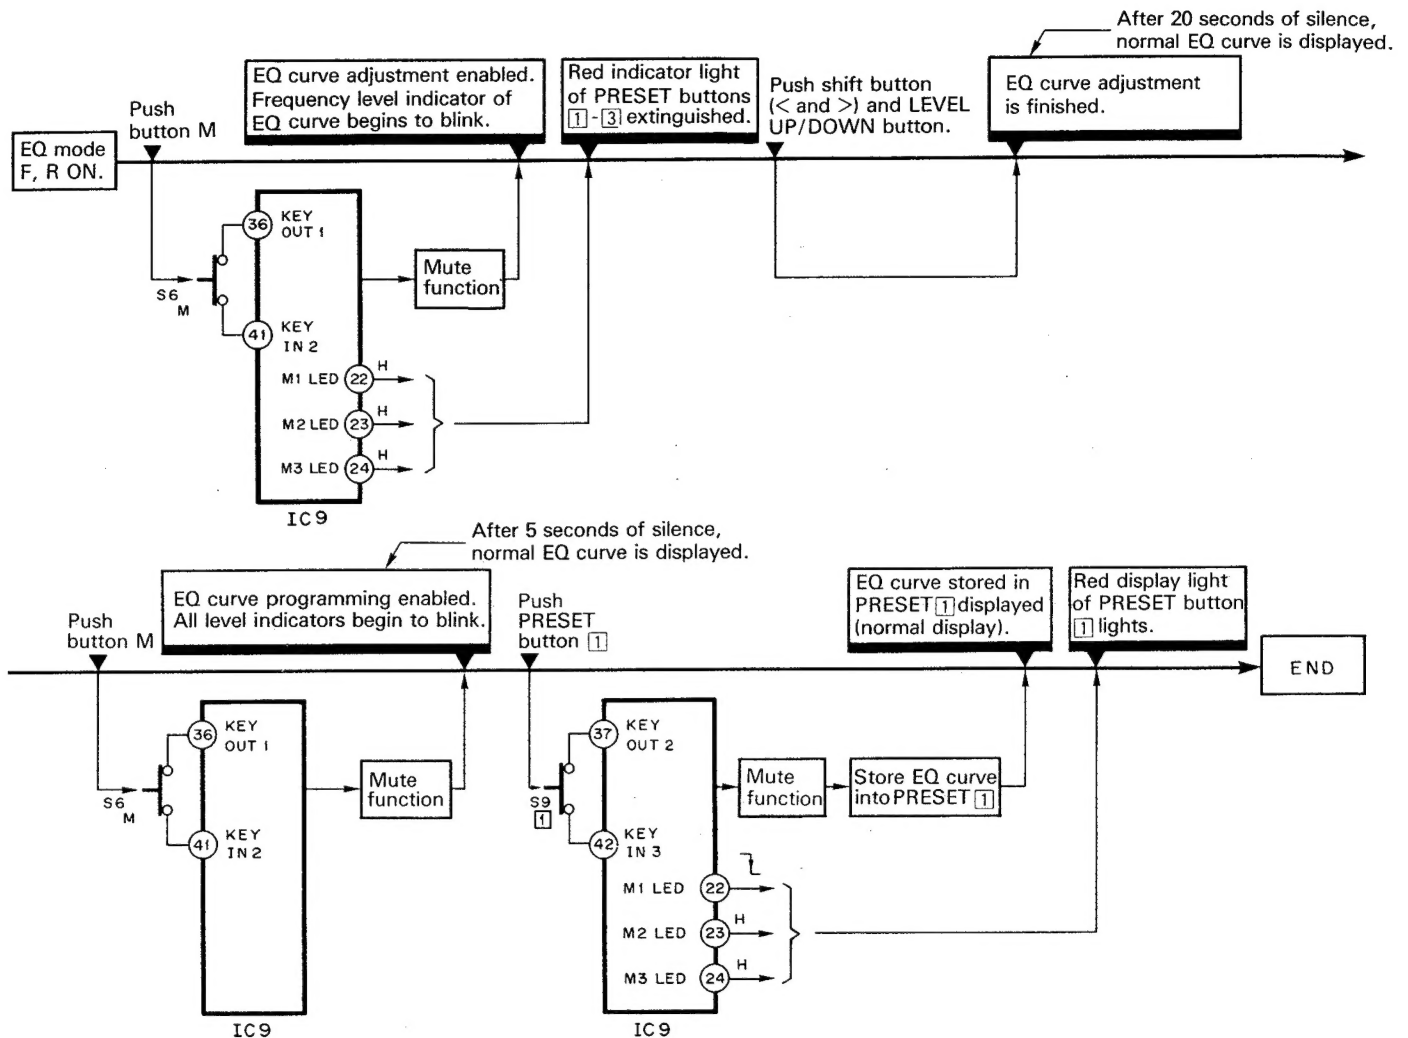 After 20 seconds of silence,
normal EQ curve is displayed.
EQ curve adjustment enabled.
Frequency level indicator of
EQ curve begins to blink.
Red indicator light
of PRESET buttons
1 - 3 extinguished.
Push shift button
(< and >) and LEVEL
UP/DOWN button.
EQ curve adjustment
is finished.
Push
button M
EQ mode
F, R ON.
36 KEY
OUT 1
Mute
function
S6
M
41 KEY
IN 2
M1 LED 22 H
M2 LED 23 H
M3 LED 24 H
IC9
After 5 seconds of silence,
normal EQ curve is displayed.
Push
button M
EQ curve programming enabled.
All level indicators begin to blink.
Push
PRESET
button 1
EQ curve stored in
PRESET 1 displayed
(normal display).
Red display light
of PRESET button
1 lights.
END
36 KEY
OUT 1
Mute
function
S6
M
41 KEY
IN 2
IC9
37 KEY
OUT 2
Mute
function
Store EQ curve
into PRESET 1
S9
1
42 KEY
IN 3
M1 LED 22
M2 LED 23 H
M3 LED 24 H
IC9